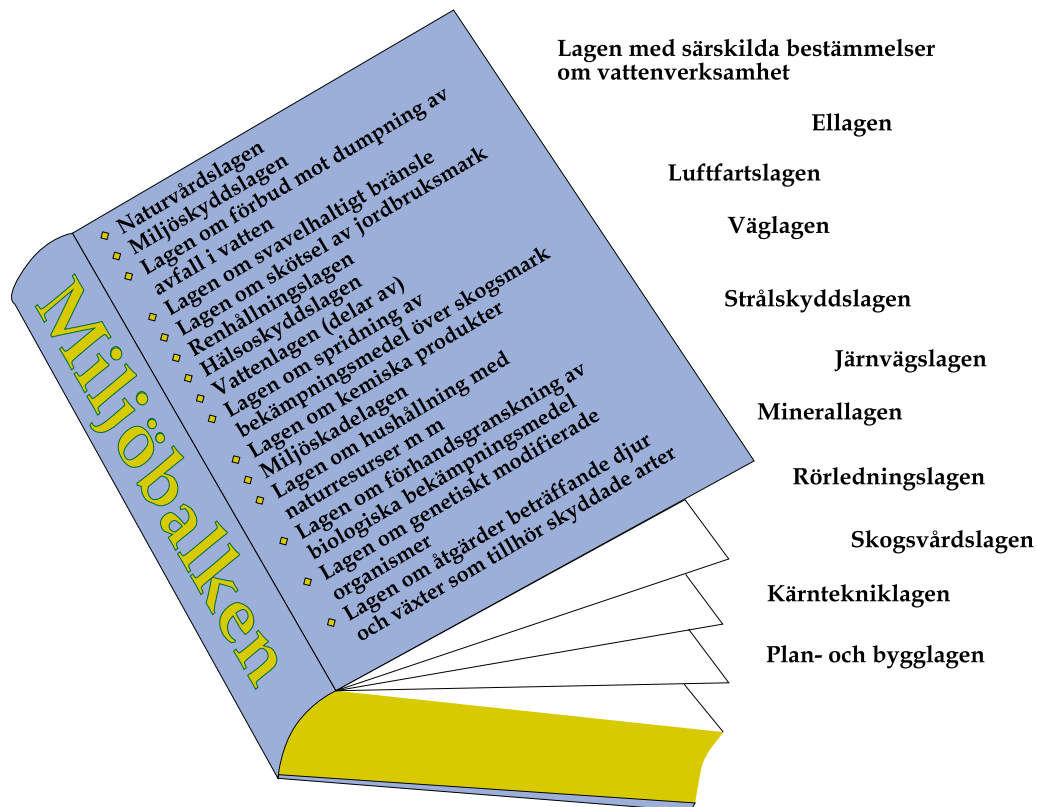 Miljöbalken
Naturvårdslagen
Miljöskyddslagen
Lagen om förbud mot dumpning av
avfall i vatten
Lagen om svavelhaltigt bränsle
Lagen om skötsel av jordbruksmark
Renhållningslagen
Hälsoskyddslagen
Vattenlagen (delar av)
Lagen om spridning av
bekämpningsmedel över skogsmark
Lagen om kemiska produkter
Miljöskadelagen
Lagen om hushållning med
naturresurser m m
Lagen om förhandsgranskning av
biologiska bekämpningsmedel
Lagen om genetiskt modifierade
organismer
Lagen om åtgärder beträffande djur
och växter som tillhör skyddade arter
Lagen med särskilda bestämmelser
om vattenverksamhet
Ellagen
Luftfartslagen
Väglagen
Strålskyddslagen
Järnvägslagen
Minerallagen
Rörledningslagen
Skogsvårdslagen
Kärntekniklagen
Plan- och bygglagen